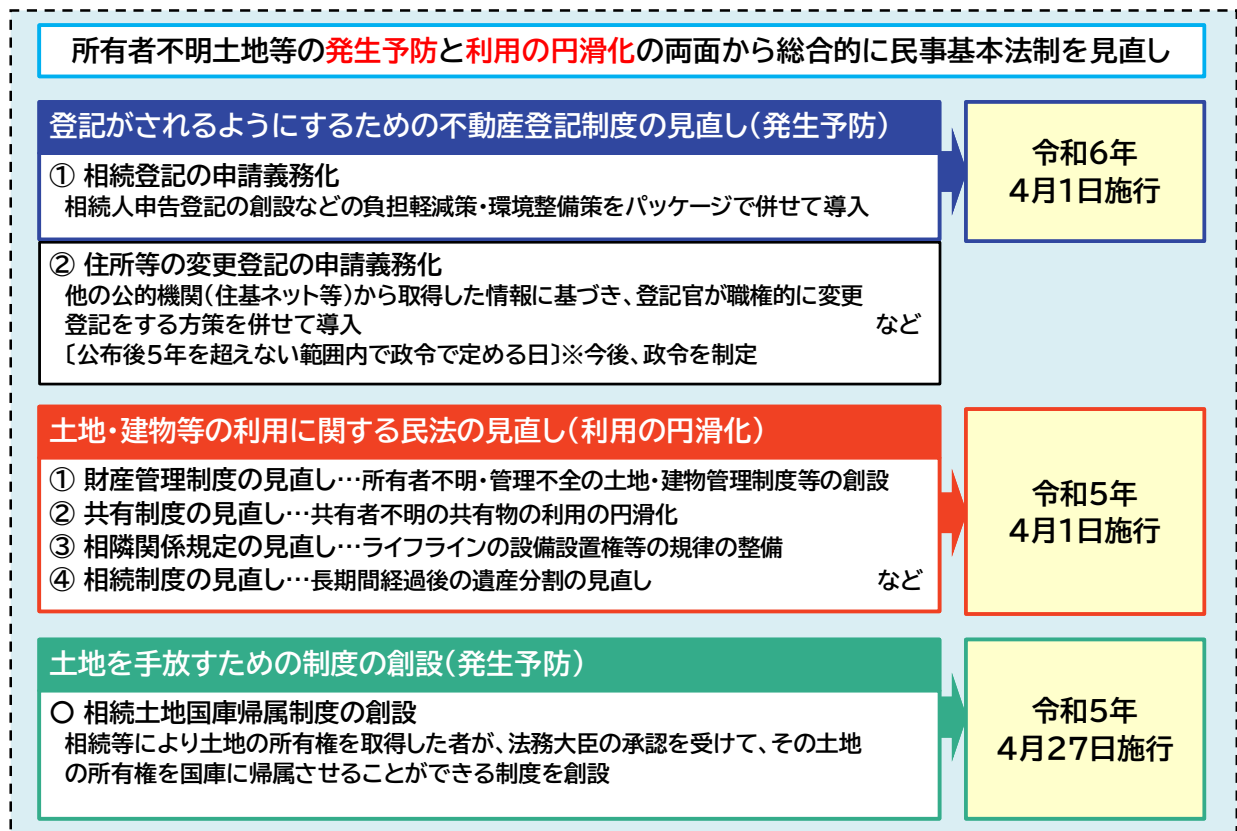 所有者不明土地等の発生予防と利用の円滑化の両面から総合的に民事基本法制を見直し
登記がされるようにするための不動産登記制度の見直し(発生予防)
① 相続登記の申請義務化
相続人申告登記の創設などの負担軽減策・環境整備策をパッケージで併せて導入
令和6年
4月1日施行
② 住所等の変更登記の申請義務化
他の公的機関(住基ネット等)から取得した情報に基づき、登記官が職権的に変更
登記をする方策を併せて導入 など
〔公布後5年を超えない範囲内で政令で定める日〕※今後、政令を制定
土地・建物等の利用に関する民法の見直し(利用の円滑化)
① 財産管理制度の見直し…所有者不明・管理不全の土地・建物管理制度等の創設
② 共有制度の見直し…共有者不明の共有物の利用の円滑化
③ 相隣関係規定の見直し…ライフラインの設備設置権等の規律の整備
④ 相続制度の見直し…長期間経過後の遺産分割の見直し など
令和5年
4月1日施行
土地を手放すための制度の創設(発生予防)
○ 相続土地国庫帰属制度の創設
相続等により土地の所有権を取得した者が、法務大臣の承認を受けて、その土地
の所有権を国庫に帰属させることができる制度を創設
令和5年
4月27日施行